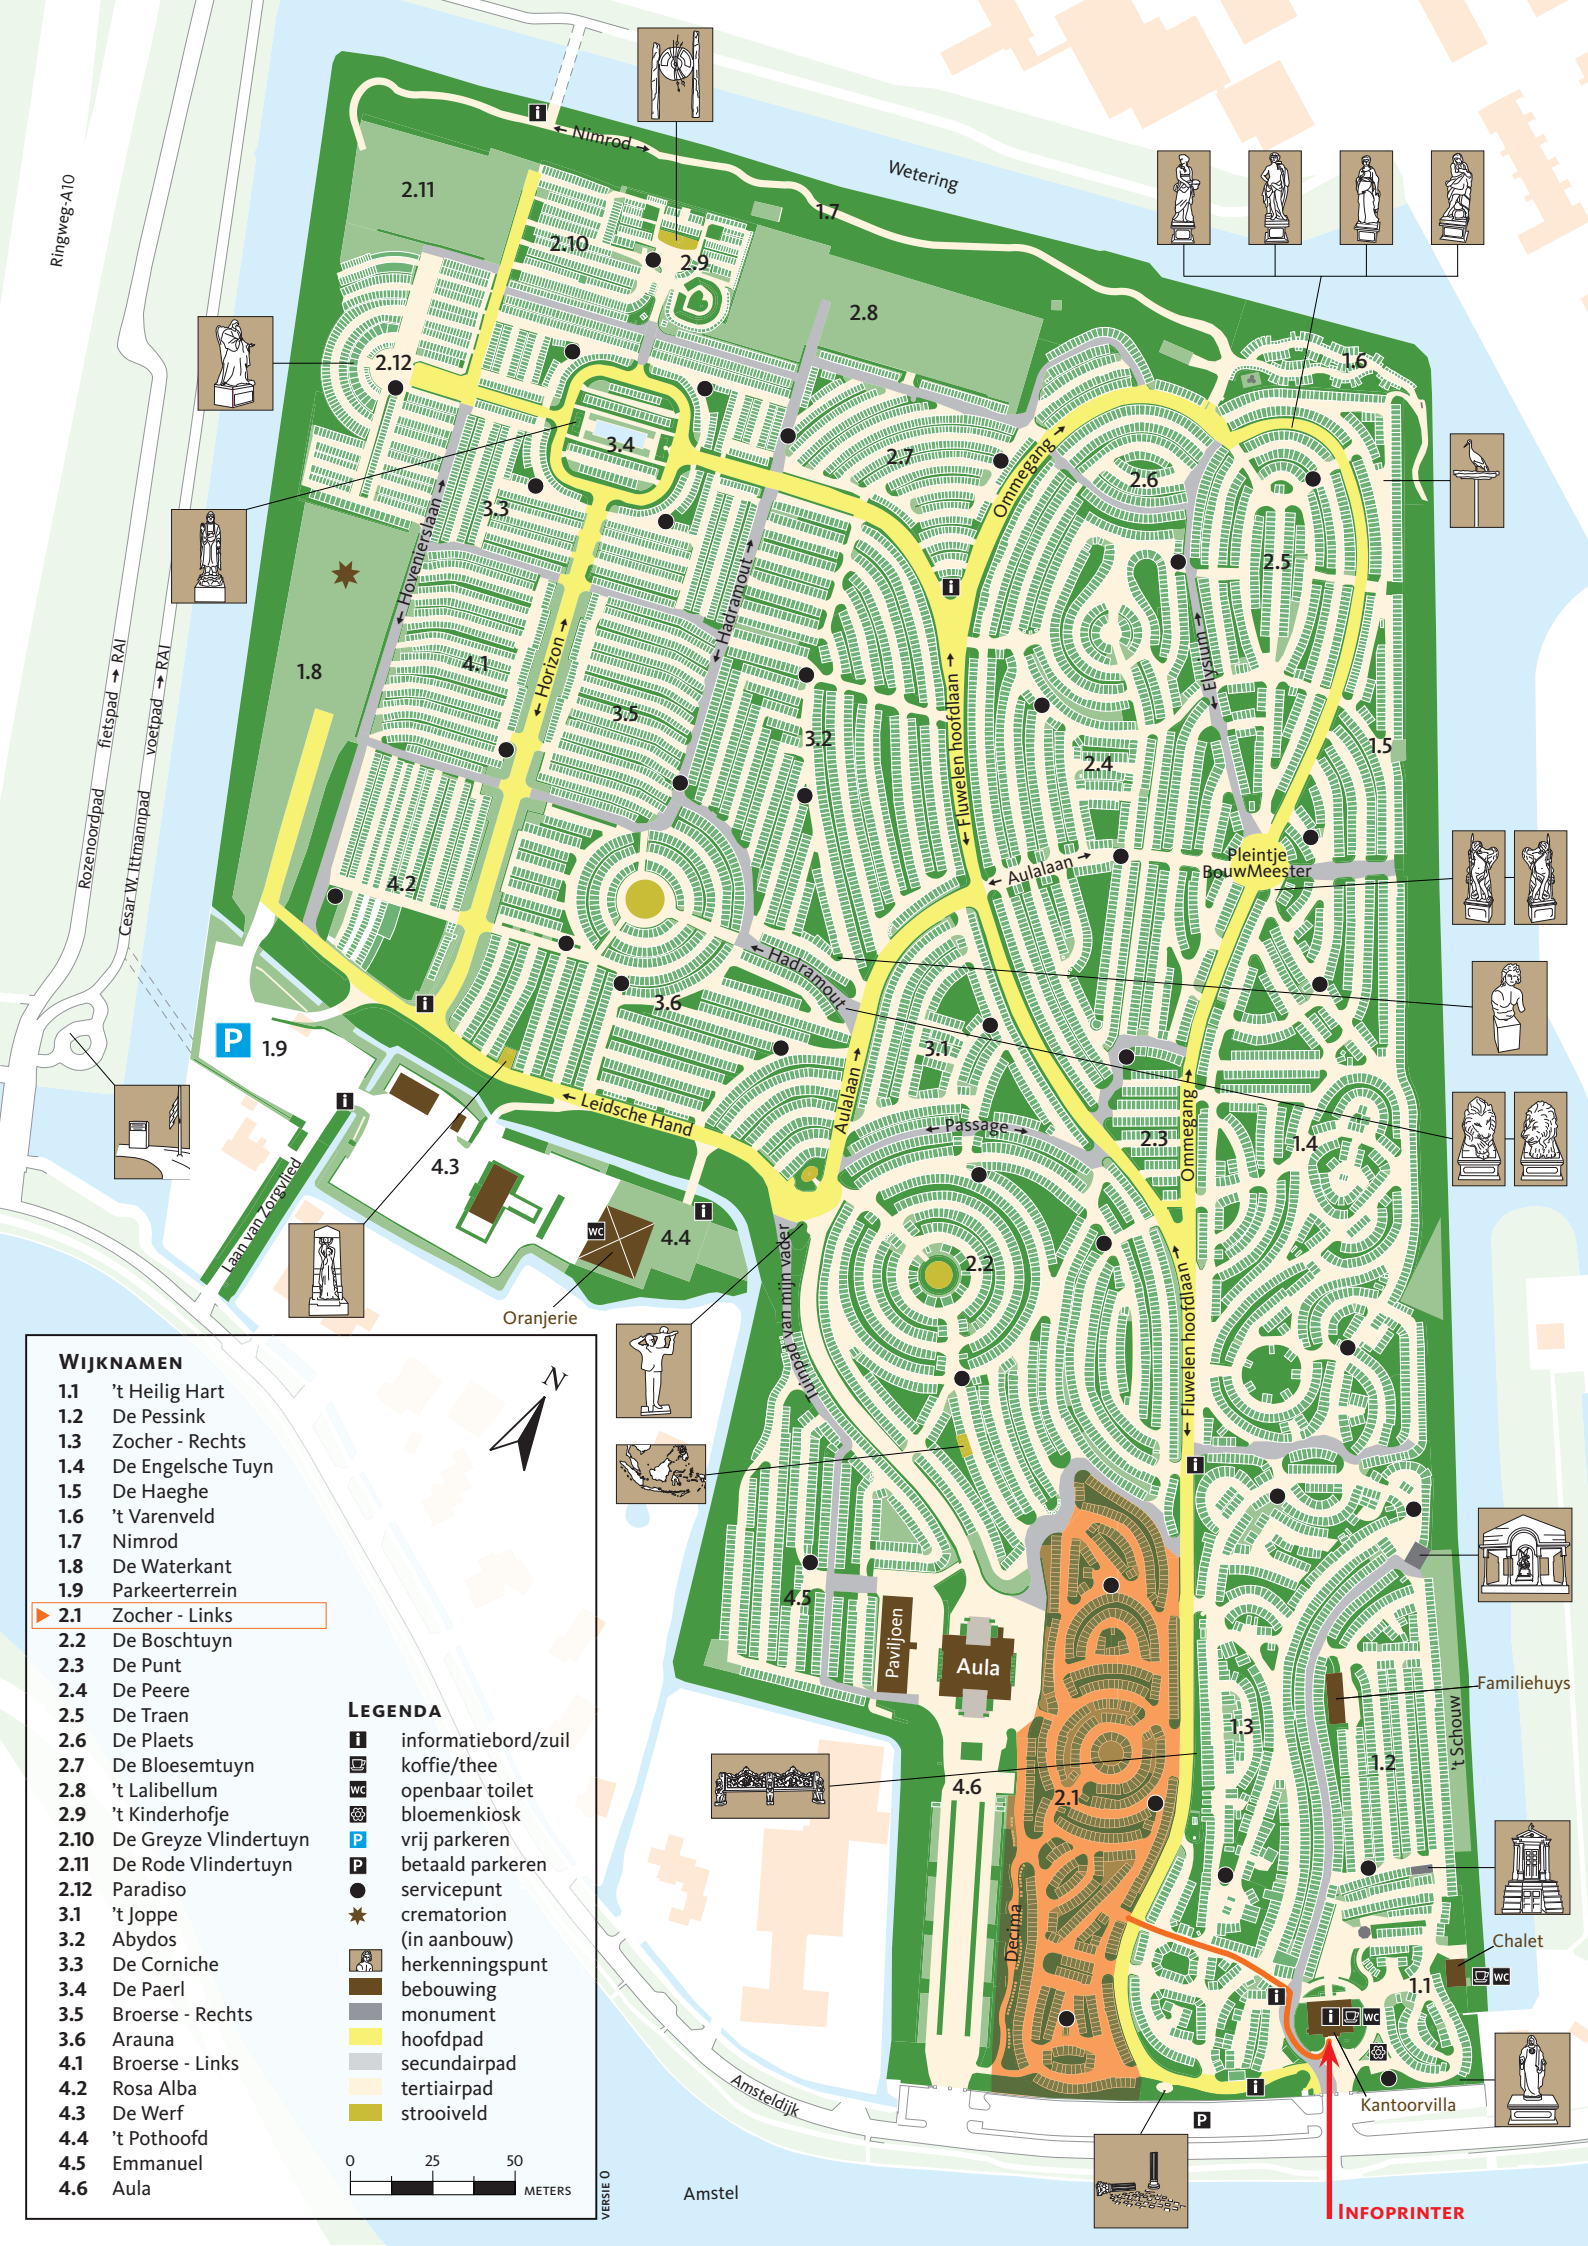 Nimrod
Wetering
Ringweg-A10
2.11
1.7
2.10
2.9
2.8
2.12
1.6
3.4
2.7
Ommegang
2.6
3.3
Hovenierslaan
2.5
Hadramout
Elysium
fietspad → RAI
voetpad → RAI
1.8
4.1
Horizon
3.5
3.2
Fluwelen hoofdlaan
2.4
1.5
Rozenoordpad
Cesar W. Ittmannpad
Pleintje
BouwMeester
Aulalaan
4.2
Hadramout
3.6
P
1.9
3.1
Aulalaan
Leidsche Hand
Passage
2.3
Ommegang
1.4
4.3
Laan van Zorgvlied
WC
4.4
2.2
Oranjerie
Tuinpad van mijn vader
Fluwelen hoofdlaan
4.5
Paviljoen
Aula
Familiehuys
't Schouw
1.3
1.2
4.6
2.1
Decima
Chalet
WC
1.1
WC
Kantoorvilla
P
Amsteldijk
Amstel
INFOPRINTER
WIJKNAMEN
1.1 't Heilig Hart
1.2 De Pessink
1.3 Zocher - Rechts
1.4 De Engelsche Tuyn
1.5 De Haeghe
1.6 't Varenveld
1.7 Nimrod
1.8 De Waterkant
1.9 Parkeerterrein
2.1 Zocher - Links
2.2 De Boschtuyn
2.3 De Punt
2.4 De Peere
2.5 De Traen
2.6 De Plaets
2.7 De Bloesemtuyn
2.8 't Lalibellum
2.9 't Kinderhofje
2.10 De Greyze Vlindertuyn
2.11 De Rode Vlindertuyn
2.12 Paradiso
3.1 't Joppe
3.2 Abydos
3.3 De Corniche
3.4 De Paerl
3.5 Broerse - Rechts
3.6 Arauna
4.1 Broerse - Links
4.2 Rosa Alba
4.3 De Werf
4.4 't Pothoofd
4.5 Emmanuel
4.6 Aula
N
LEGENDA
i informatiebord/zuil
koffie/thee
WC openbaar toilet
bloemenkiosk
P vrij parkeren
P betaald parkeren
servicepunt
crematorion
(in aanbouw)
herkenningspunt
bebouwing
monument
hoofdpad
secundairpad
tertiairpad
strooiveld
0 25 50
METERS
VERSIE O